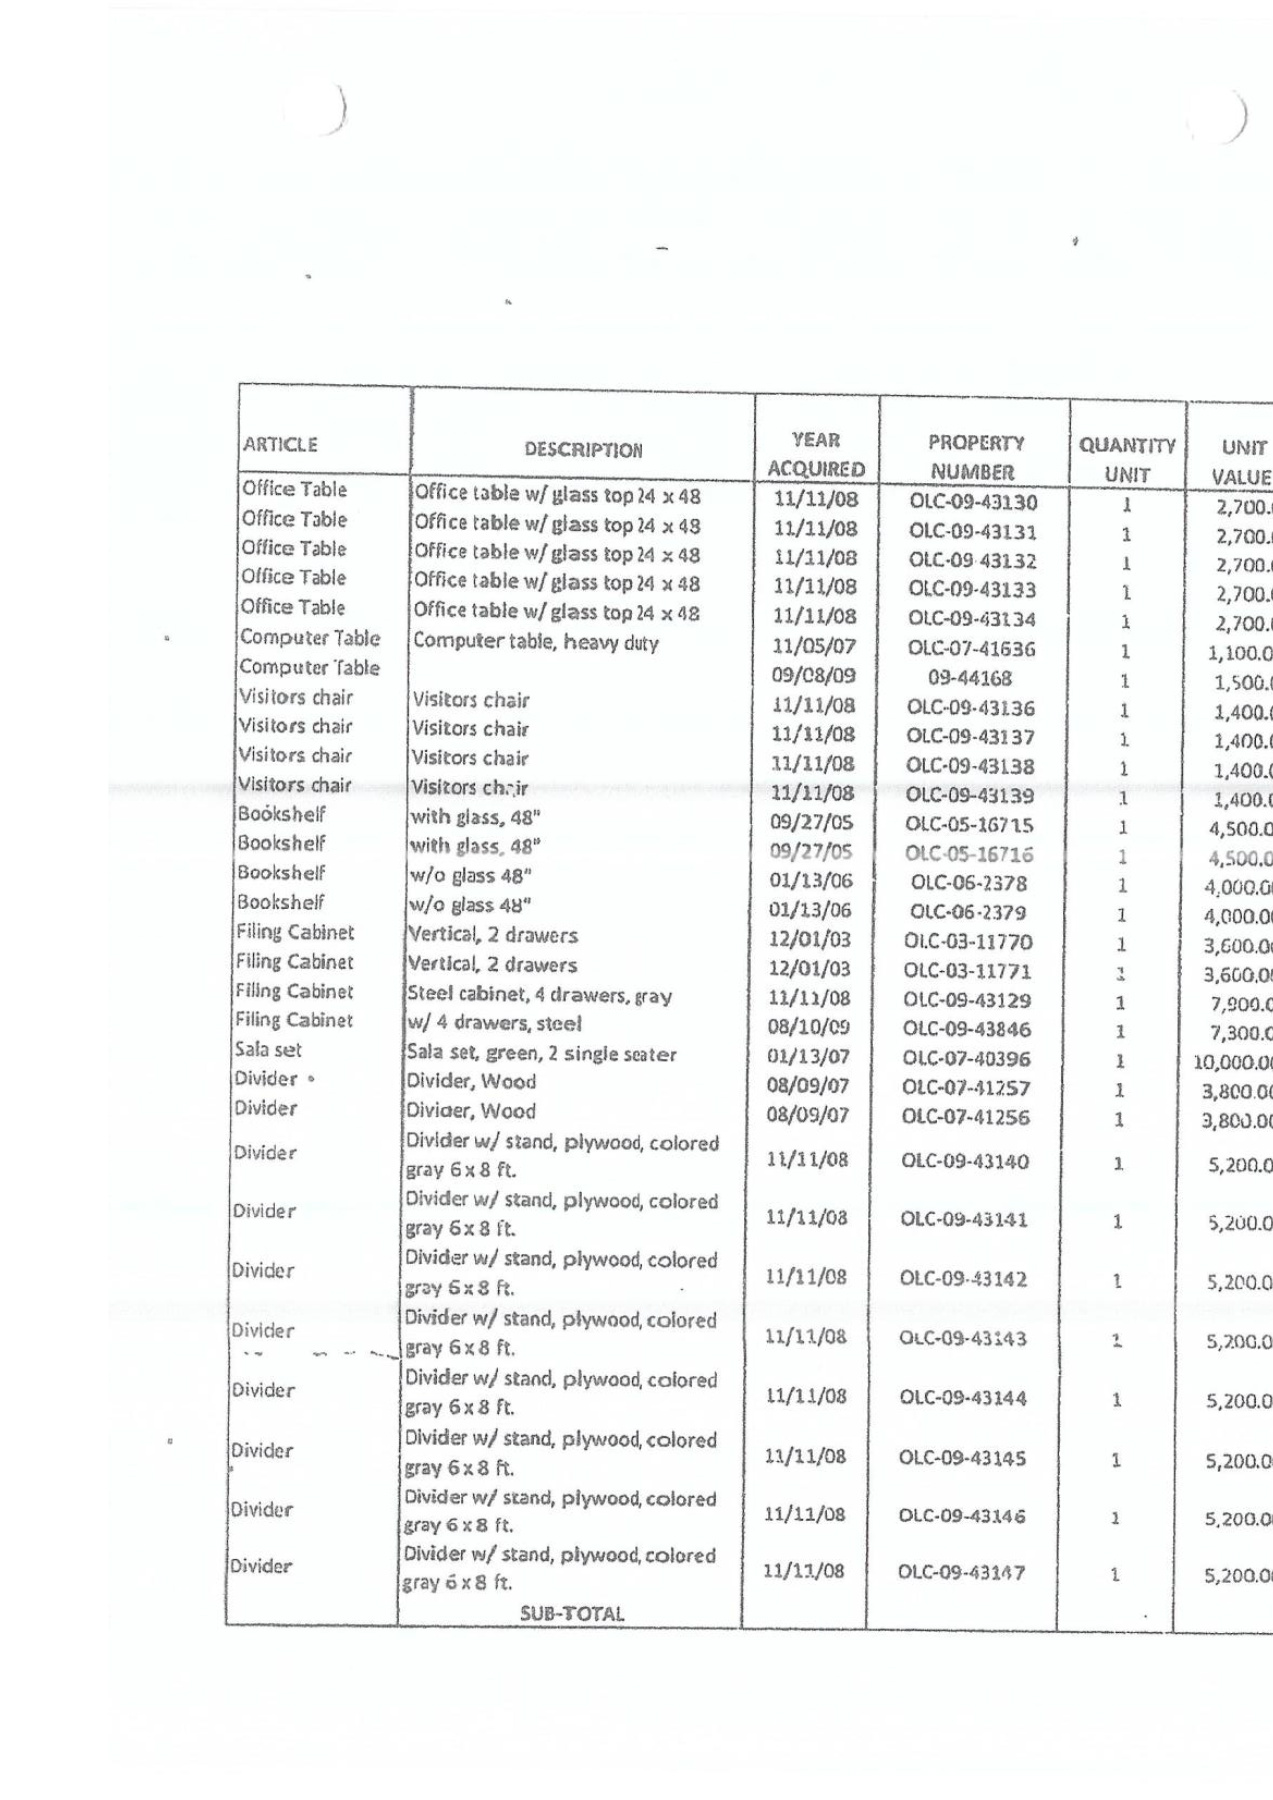 ARTICLE DESCRIPTION YEAR ACQUIRED PROPERTY NUMBER QUANTITY UNIT UNIT VALUE
Office Table Office table w/ glass top 24 x 48 11/11/08 OLC-09-43130 1 2,700.
Office Table Office table w/ glass top 24 x 48 11/11/08 OLC-09-43131 1 2,700.
Office Table Office table w/ glass top 24 x 48 11/11/08 OLC-09-43132 1 2,700.
Office Table Office table w/ glass top 24 x 48 11/11/08 OLC-09-43133 1 2,700.
Office Table Office table w/ glass top 24 x 48 11/11/08 OLC-09-43134 1 2,700.
Computer Table Computer table, heavy duty 11/05/07 OLC-07-41636 1 1,100.0
Computer Table 09/08/09 09-44168 1 1,500.0
Visitors chair Visitors chair 11/11/08 OLC-09-43136 1 1,400.0
Visitors chair Visitors chair 11/11/08 OLC-09-43137 1 1,400.0
Visitors chair Visitors chair 11/11/08 OLC-09-43138 1 1,400.0
Visitors chair Visitors chair 11/11/08 OLC-09-43139 1 1,400.0
Bookshelf with glass, 48" 09/27/05 OLC-05-16715 1 4,500.0
Bookshelf with glass, 48" 09/27/05 OLC-05-16716 1 4,500.0
Bookshelf w/o glass 48" 01/13/06 OLC-06-2378 1 4,000.00
Bookshelf w/o glass 48" 01/13/06 OLC-06-2379 1 4,000.00
Filing Cabinet Vertical, 2 drawers 12/01/03 OLC-03-11770 1 3,600.00
Filing Cabinet Vertical, 2 drawers 12/01/03 OLC-03-11771 1 3,600.00
Filing Cabinet Steel cabinet, 4 drawers, gray 11/11/08 OLC-09-43129 1 7,900.0
Filing Cabinet w/ 4 drawers, steel 08/10/09 OLC-09-43846 1 7,300.0
Sala set Sala set, green, 2 single seater 01/13/07 OLC-07-40396 1 10,000.00
Divider Divider, Wood 08/09/07 OLC-07-41257 1 3,800.00
Divider Divider, Wood 08/09/07 OLC-07-41256 1 3,800.00
Divider Divider w/ stand, plywood, colored gray 6 x 8 ft. 11/11/08 OLC-09-43140 1 5,200.0
Divider Divider w/ stand, plywood, colored gray 6 x 8 ft. 11/11/08 OLC-09-43141 1 5,200.0
Divider Divider w/ stand, plywood, colored gray 6 x 8 ft. 11/11/08 OLC-09-43142 1 5,200.0
Divider Divider w/ stand, plywood, colored gray 6 x 8 ft. 11/11/08 OLC-09-43143 1 5,200.0
Divider Divider w/ stand, plywood, colored gray 6 x 8 ft. 11/11/08 OLC-09-43144 1 5,200.0
Divider Divider w/ stand, plywood, colored gray 6 x 8 ft. 11/11/08 OLC-09-43145 1 5,200.0
Divider Divider w/ stand, plywood, colored gray 6 x 8 ft. 11/11/08 OLC-09-43146 1 5,200.00
Divider Divider w/ stand, plywood, colored gray 6 x 8 ft. 11/11/08 OLC-09-43147 1 5,200.00
SUB-TOTAL